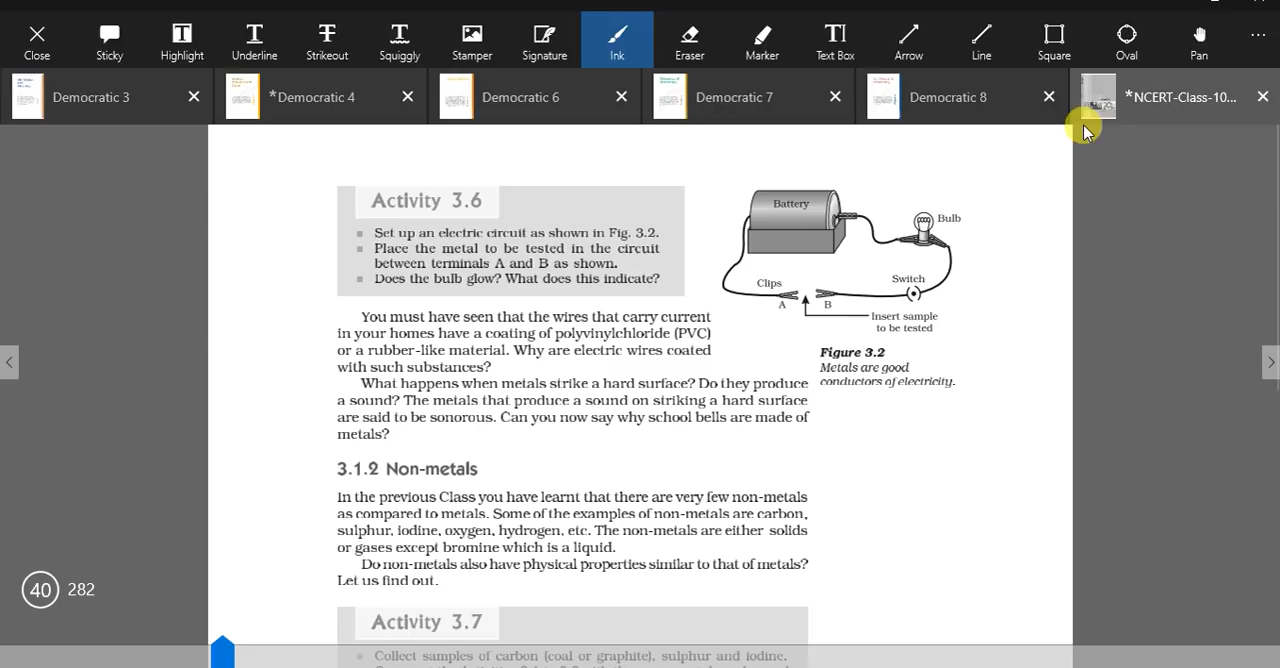 Close Sticky Highlight Underline Strikeout Squiggly Stamper Signature Ink Eraser Marker Text Box Arrow Line Square Oval Pan
Democratic 3 *Democratic 4 Democratic 6 Democratic 7 Democratic 8 *NCERT-Class-10...
Activity 3.6
Set up an electric circuit as shown in Fig. 3.2.
Place the metal to be tested in the circuit
between terminals A and B as shown.
Does the bulb glow? What does this indicate?
Battery
Bulb
Clips
Switch
A
B
Insert sample
to be tested
Figure 3.2
Metals are good
conductors of electricity.
You must have seen that the wires that carry current
in your homes have a coating of polyvinylchloride (PVC)
or a rubber-like material. Why are electric wires coated
with such substances?
What happens when metals strike a hard surface? Do they produce
a sound? The metals that produce a sound on striking a hard surface
are said to be sonorous. Can you now say why school bells are made of
metals?
3.1.2 Non-metals
In the previous Class you have learnt that there are very few non-metals
as compared to metals. Some of the examples of non-metals are carbon,
sulphur, iodine, oxygen, hydrogen, etc. The non-metals are either solids
or gases except bromine which is a liquid.
Do non-metals also have physical properties similar to that of metals?
Let us find out.
40 282
Activity 3.7
Collect samples of carbon (coal or graphite), sulphur and iodine.